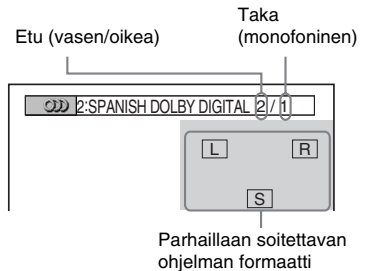 Taka
Etu (vasen/oikea)
(monofoninen)
2:SPANISH DOLBY DIGITAL 2 / 1
L
R
S
Parhaillaan soitettavan
ohjelman formaatti